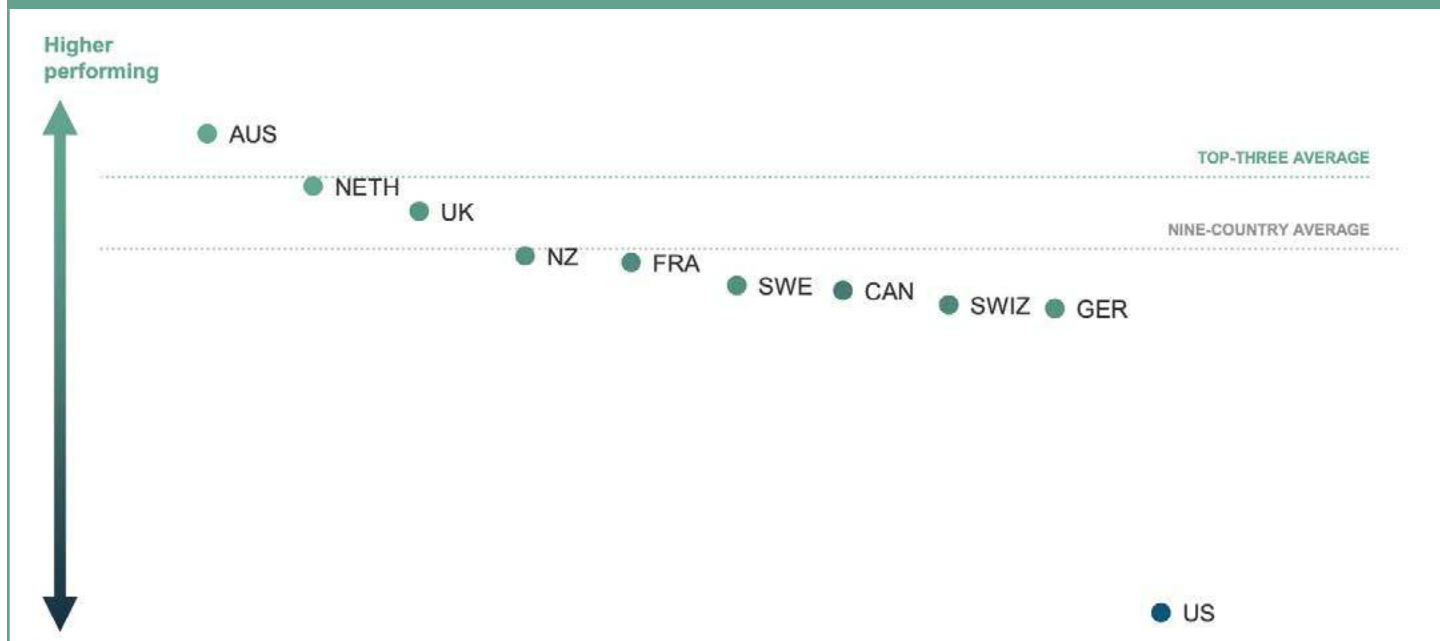 Higher
performing
AUS
TOP-THREE AVERAGE
NETH
UK
NINE-COUNTRY AVERAGE
NZ
FRA
SWE
CAN
SWIZ
GER
US